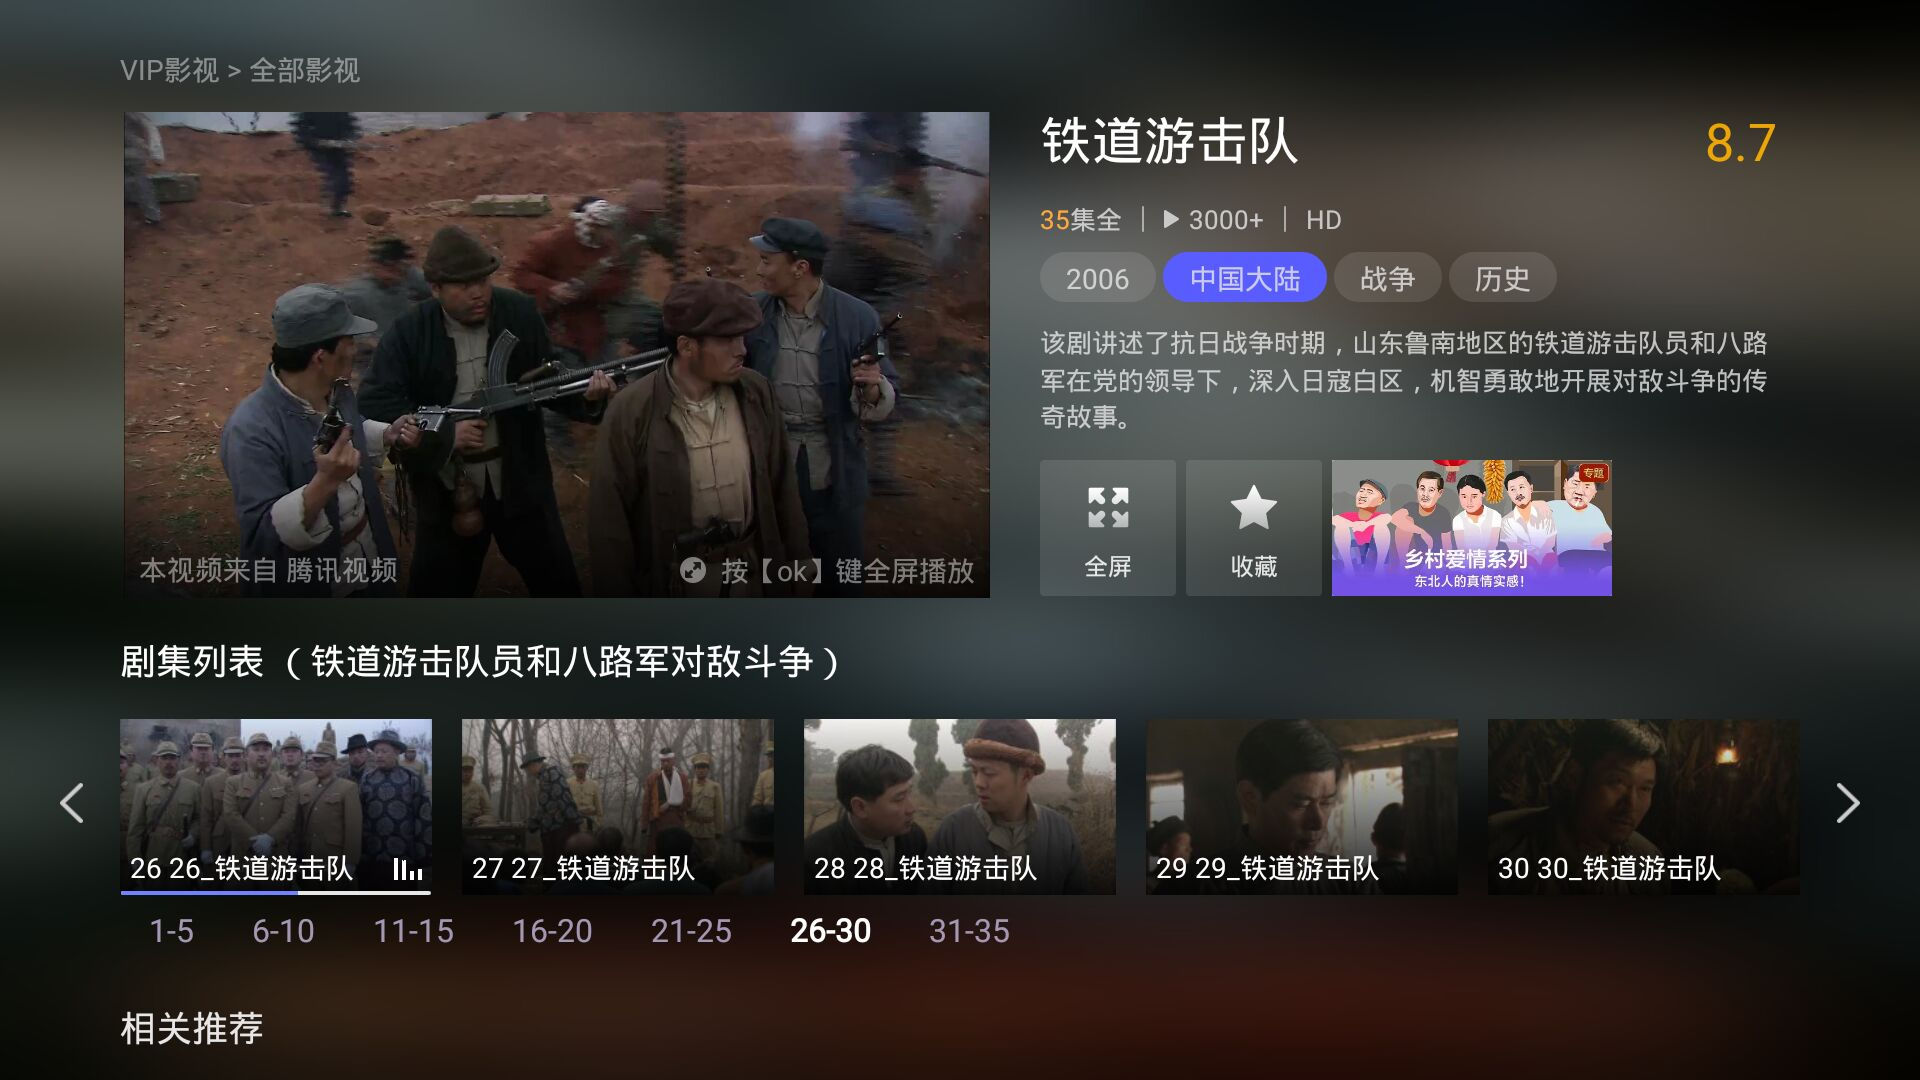 VIP影视 > 全部影视
本视频来自 腾讯视频
按【ok】键全屏播放
铁道游击队
8.7
35集全 | 3000+ | HD
2006 中国大陆 战争 历史
该剧讲述了抗日战争时期，山东鲁南地区的铁道游击队员和八路
军在党的领导下，深入日寇白区，机智勇敢地开展对敌斗争的传
奇故事。
全屏
收藏
专题
乡村爱情系列
东北人的真情实感！
剧集列表 （铁道游击队员和八路军对敌斗争）
26 26_铁道游击队
27 27_铁道游击队
28 28_铁道游击队
29 29_铁道游击队
30 30_铁道游击队
1-5 6-10 11-15 16-20 21-25 26-30 31-35
相关推荐